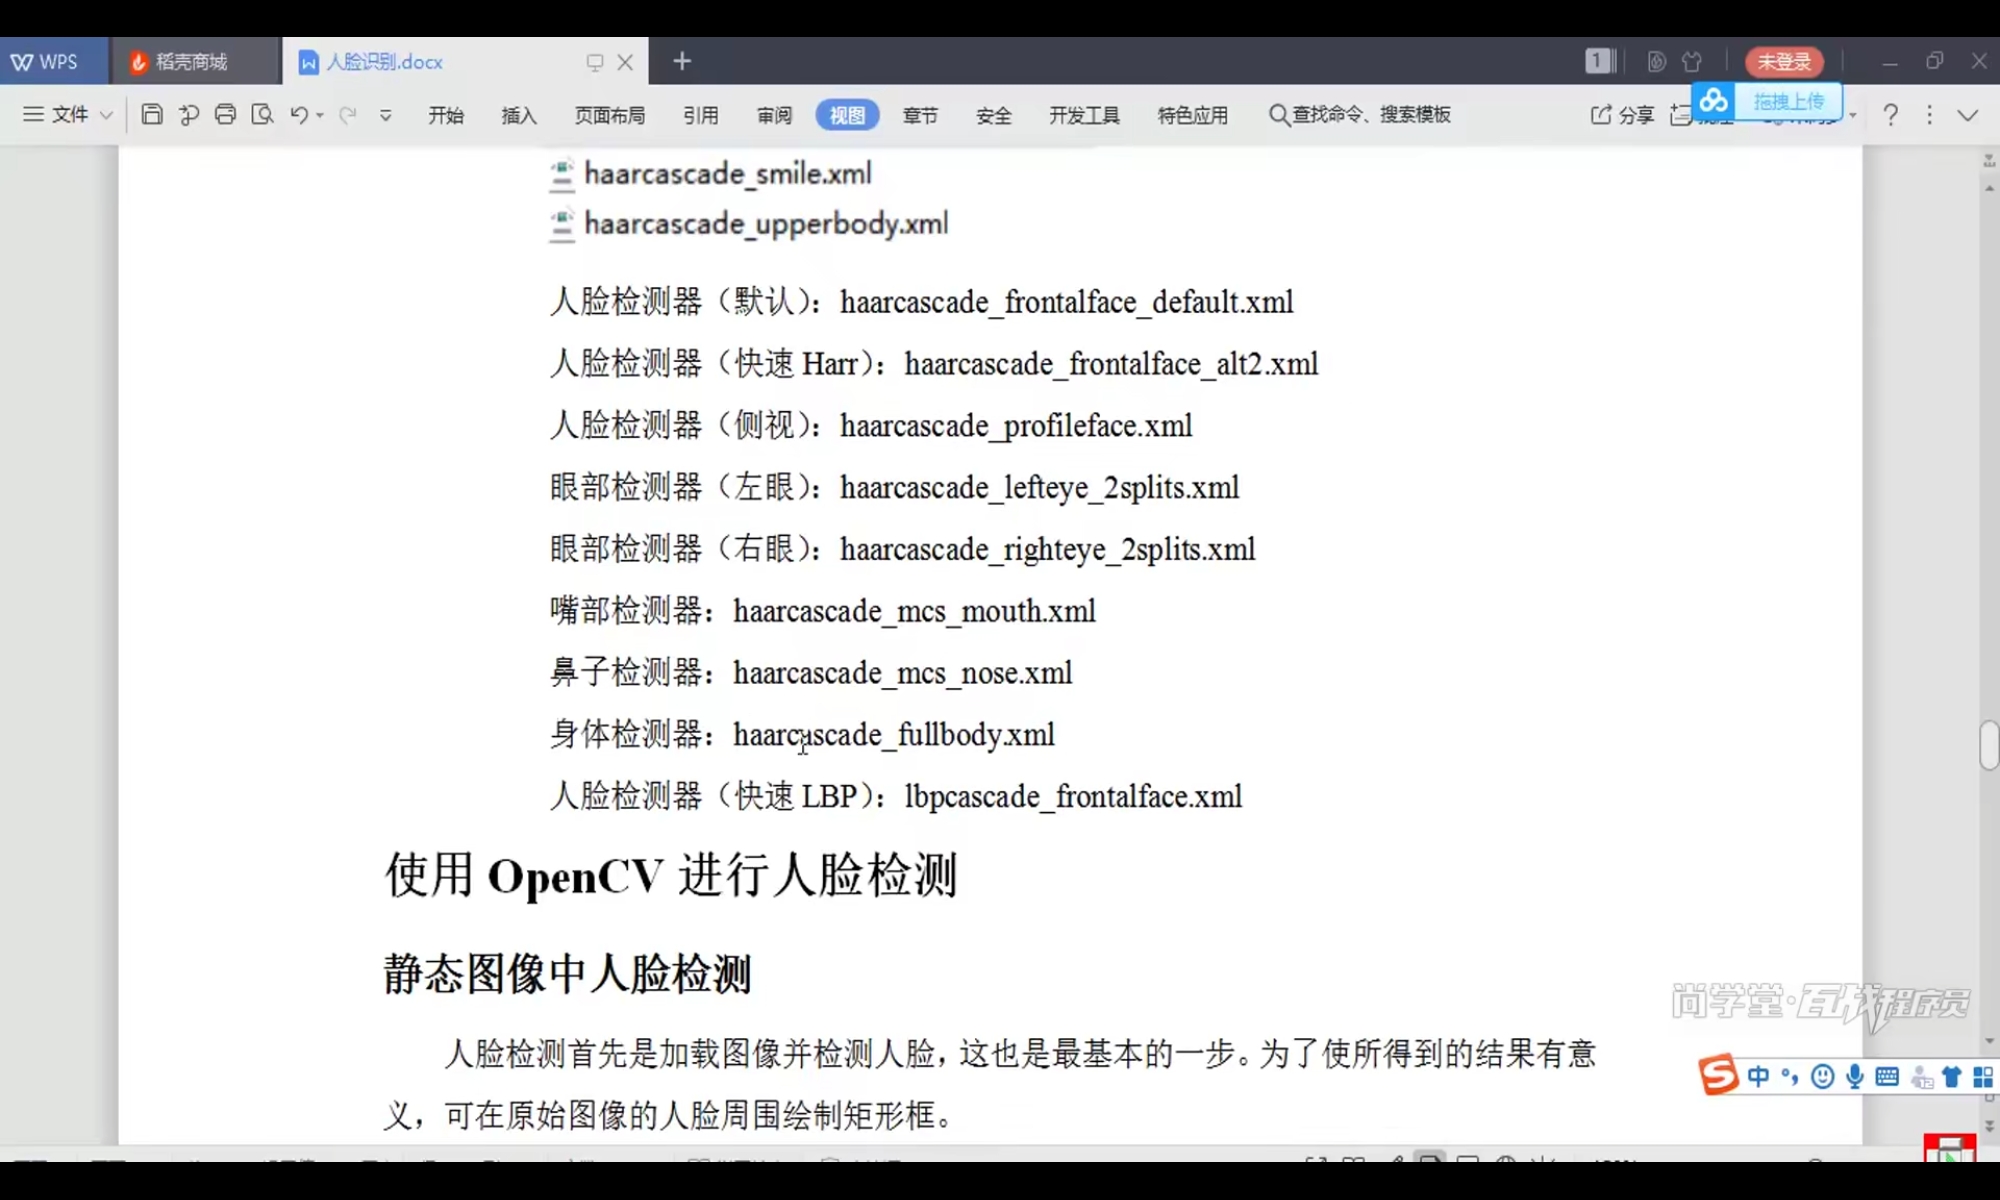 WPS 稻壳商城 人脸识别.docx 1 未登录
文件 开始 插入 页面布局 引用 审阅 视图 章节 安全 开发工具 特色应用 查找命令、搜索模板 分享 拖拽上传
haarcascade_smile.xml
haarcascade_upperbody.xml
人脸检测器（默认）：haarcascade_frontalface_default.xml
人脸检测器（快速 Harr）：haarcascade_frontalface_alt2.xml
人脸检测器（侧视）：haarcascade_profileface.xml
眼部检测器（左眼）：haarcascade_lefteye_2splits.xml
眼部检测器（右眼）：haarcascade_righteye_2splits.xml
嘴部检测器：haarcascade_mcs_mouth.xml
鼻子检测器：haarcascade_mcs_nose.xml
身体检测器：haarcascade_fullbody.xml
人脸检测器（快速 LBP）：lbpcascade_frontalface.xml
使用 OpenCV 进行人脸检测
静态图像中人脸检测
尚学堂·百战程序员
人脸检测首先是加载图像并检测人脸，这也是最基本的一步。为了使所得到的结果有意
中
义，可在原始图像的人脸周围绘制矩形框。